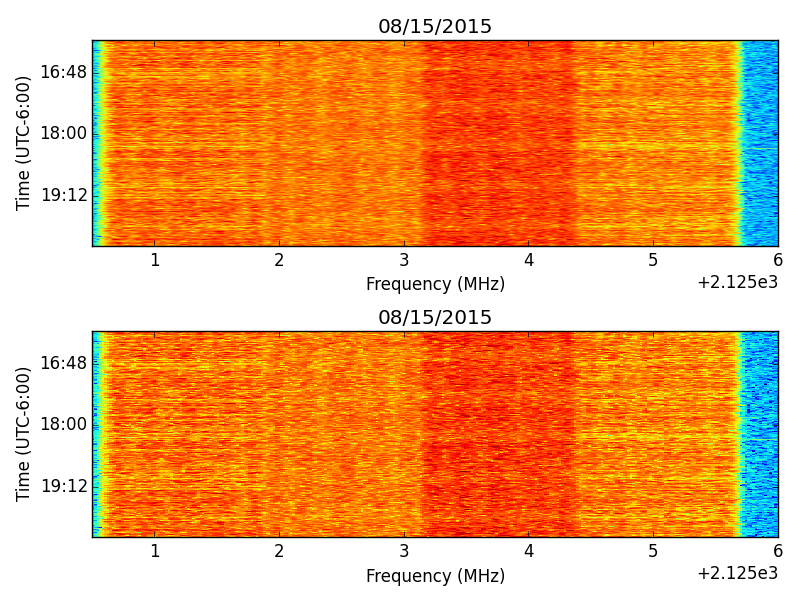 08/15/2015
Time (UTC-6:00)
16:48
18:00
19:12
1 2 3 4 5 6
Frequency (MHz)
+2.125e3
08/15/2015
Time (UTC-6:00)
16:48
18:00
19:12
1 2 3 4 5 6
Frequency (MHz)
+2.125e3